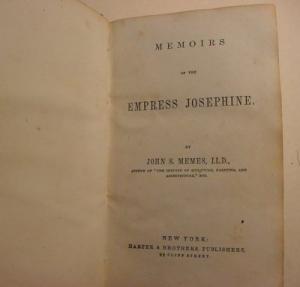 MEMOIRS
OF THE
EMPRESS JOSEPHINE.
BY
JOHN S. MEMES, LL.D.,
AUTHOR OF "THE HISTORY OF SCULPTURE, PAINTING, AND
ARCHITECTURE," ETC.
NEW YORK:
HARPER & BROTHERS, PUBLISHERS,
82 CLIFF STREET.